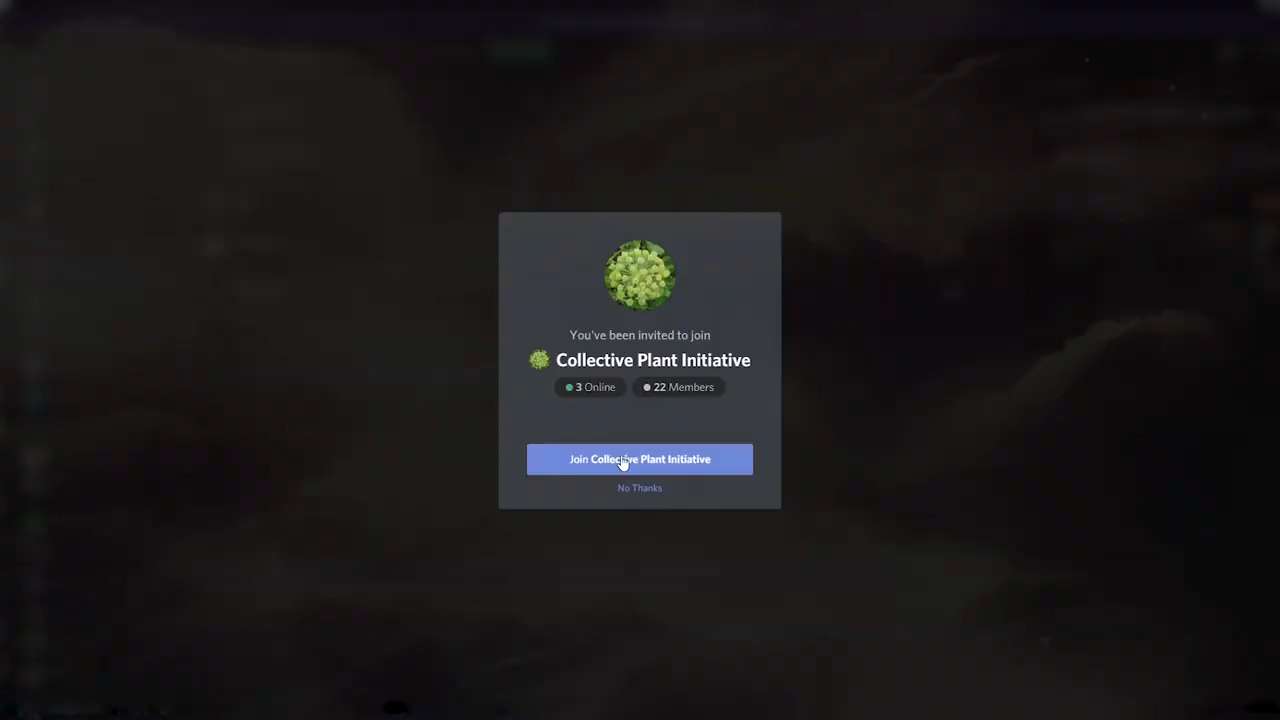 You've been invited to join
Collective Plant Initiative
3 Online 22 Members
Join Collective Plant Initiative
No Thanks